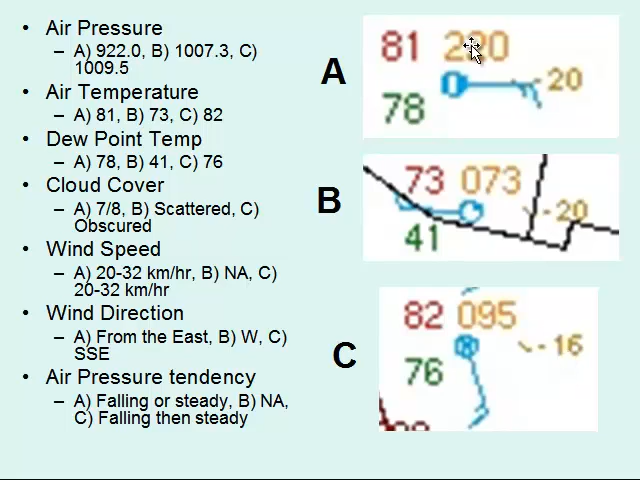 • Air Pressure
– A) 922.0, B) 1007.3, C)
1009.5
• Air Temperature
– A) 81, B) 73, C) 82
• Dew Point Temp
– A) 78, B) 41, C) 76
• Cloud Cover
– A) 7/8, B) Scattered, C)
Obscured
• Wind Speed
– A) 20-32 km/hr, B) NA, C)
20-32 km/hr
• Wind Direction
– A) From the East, B) W, C)
SSE
• Air Pressure tendency
– A) Falling or steady, B) NA,
C) Falling then steady
A
81
78
-20
B
73 073
-20
41
C
82 095
-16
76